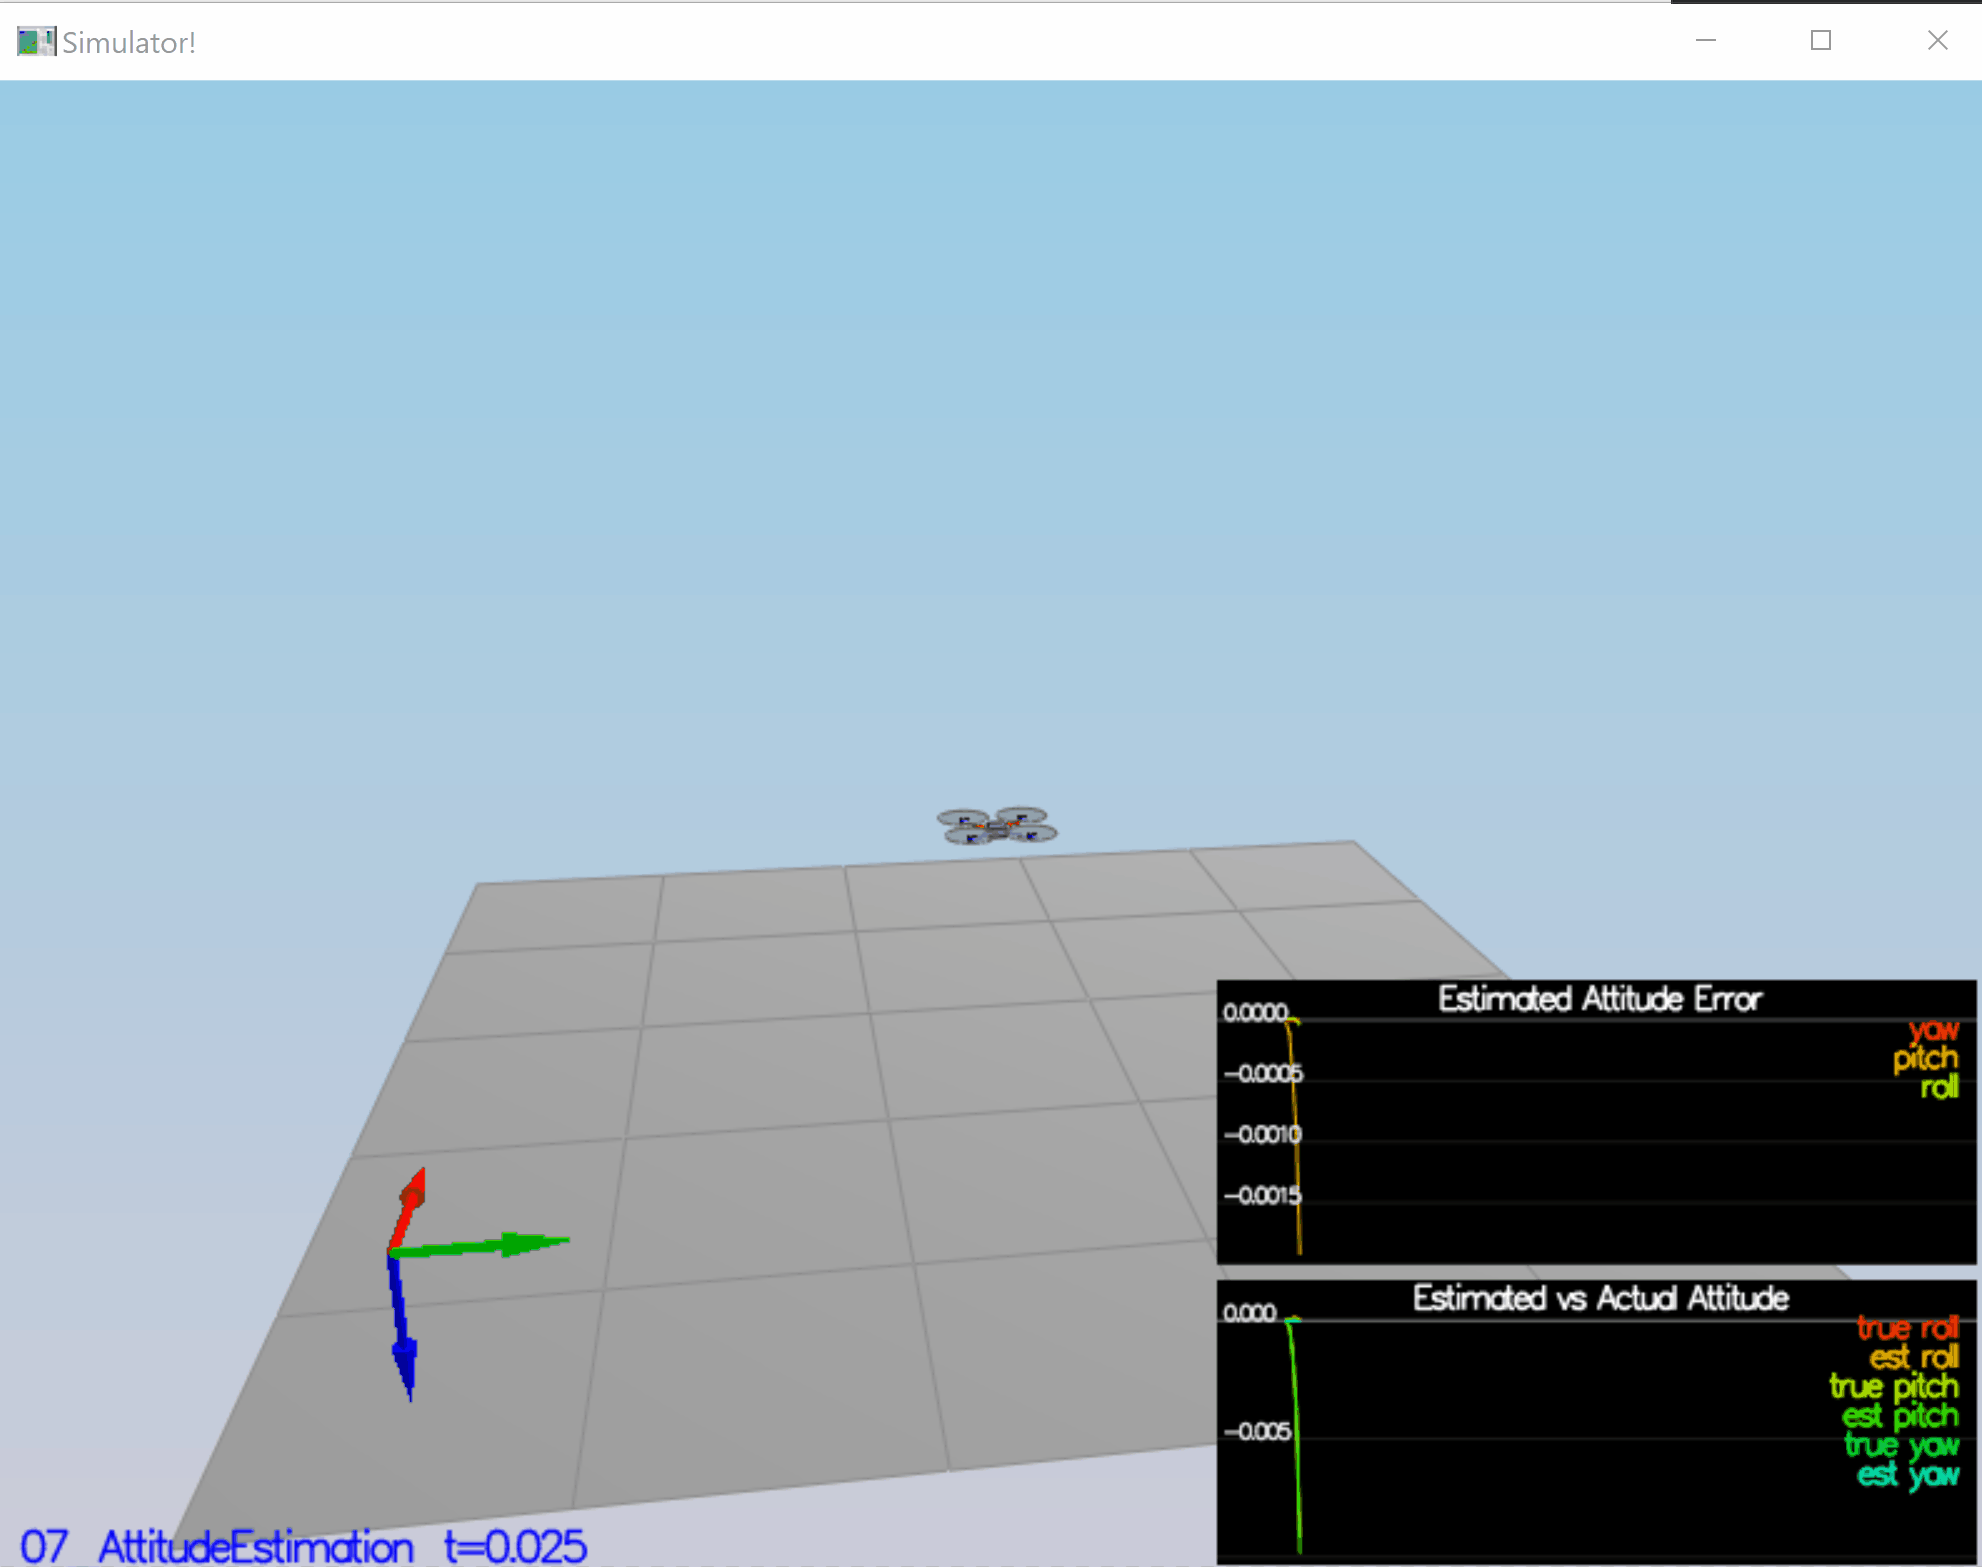 Simulator!
Estimated Attitude Error
0.0000
yaw
pitch
-0.0005
roll
-0.0010
-0.0015
Estimated vs Actual Attitude
0.000
true roll
est roll
true pitch
est pitch
-0.005
true yaw
est yaw
07 AttitudeEstimation t=0.025